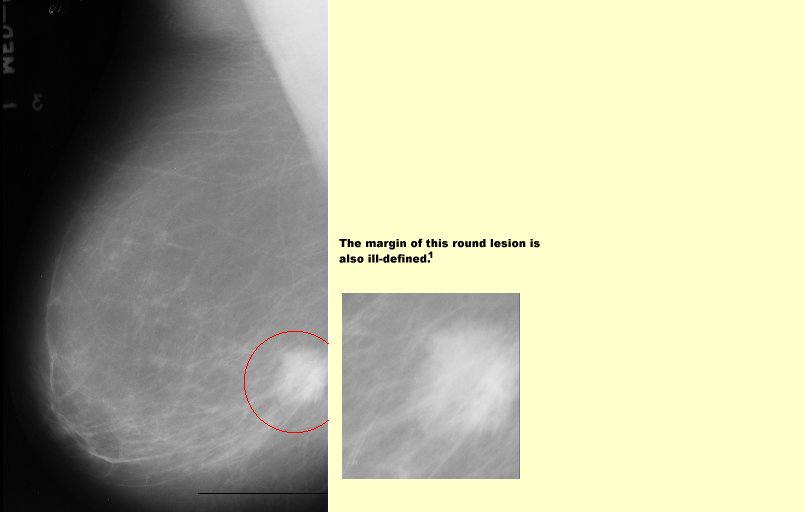 The margin of this round lesion is
also ill-defined.1